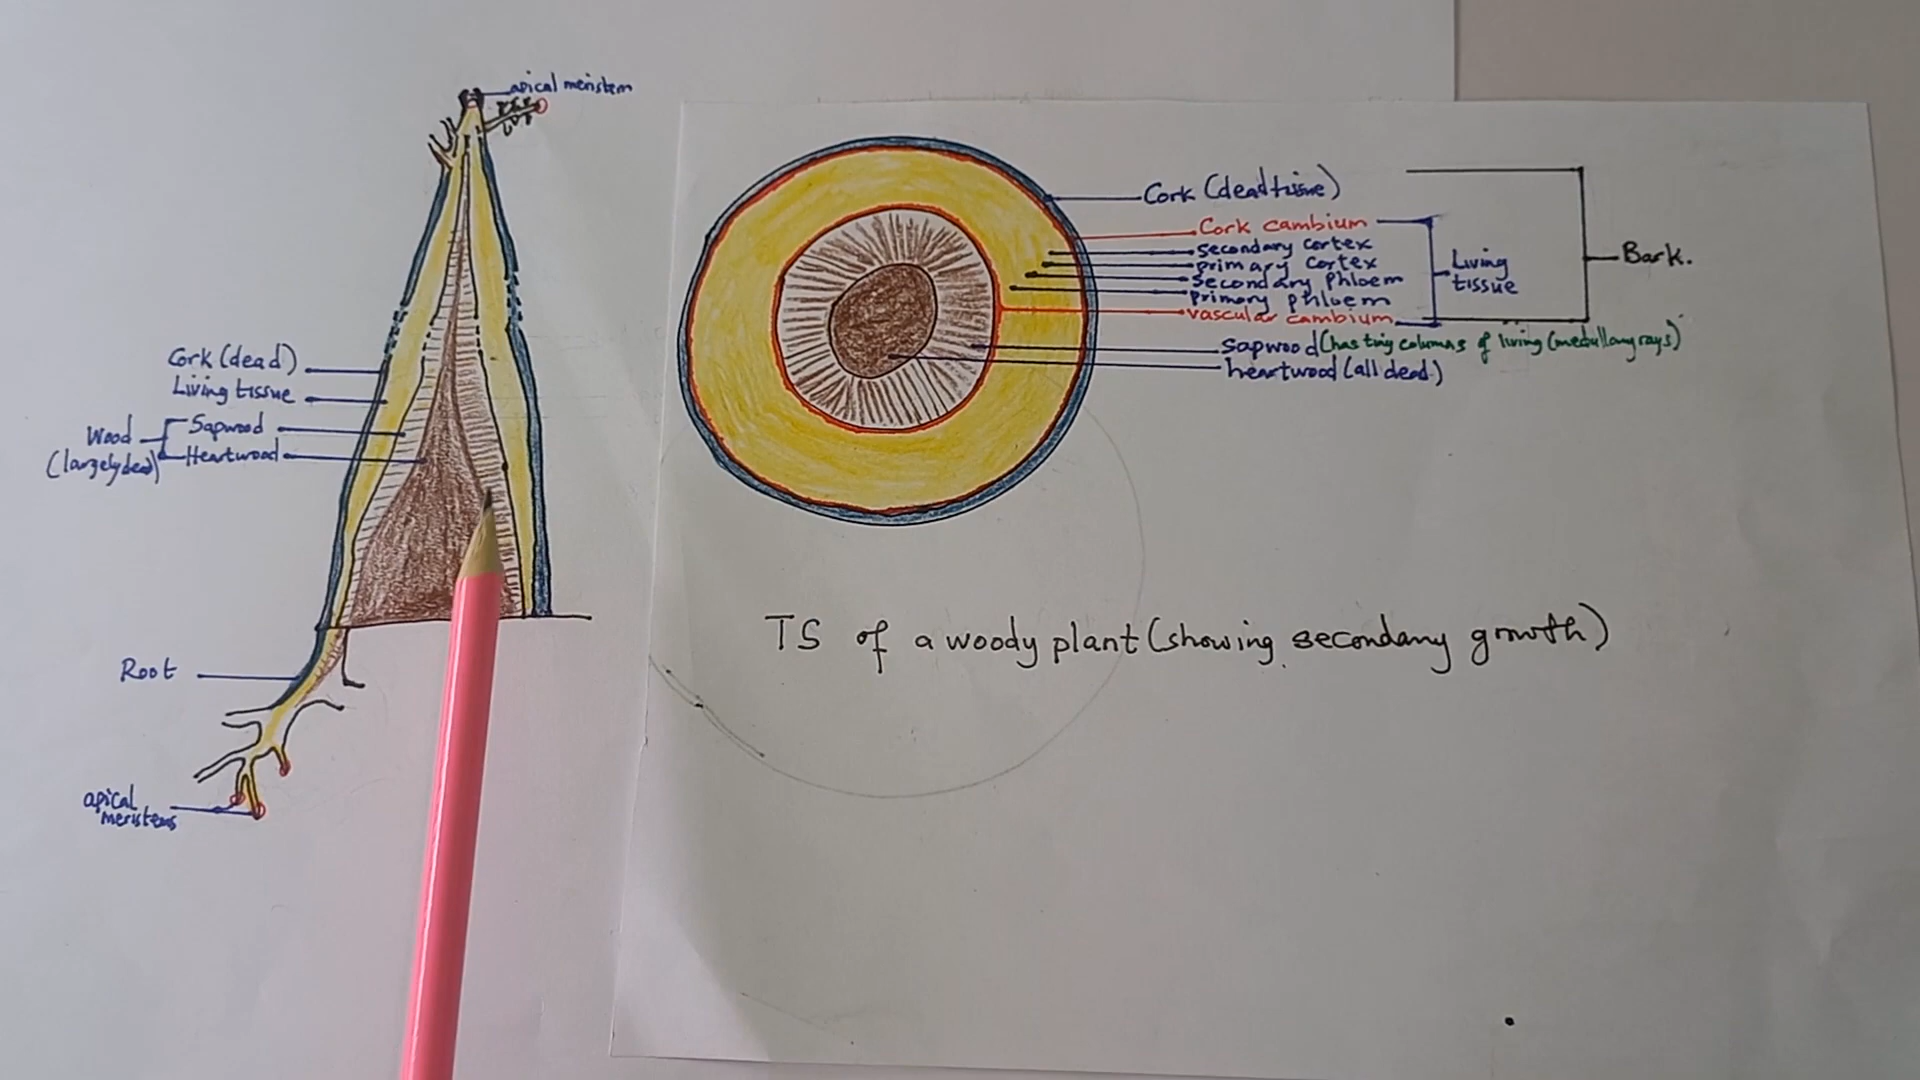 apical meristem
Cork (dead)
Living tissue
Wood
(largely dead)
Sapwood
Heartwood
Root
apical
meristems
Cork (dead tissue)
Cork cambium
secondary cortex
primary cortex
Secondary Phloem
primary phloem
vascular cambium
Living
tissue
Bark.
sapwood (has tiny columns of living (medullary rays)
heartwood (all dead)
TS of a woody plant (showing secondary growth)